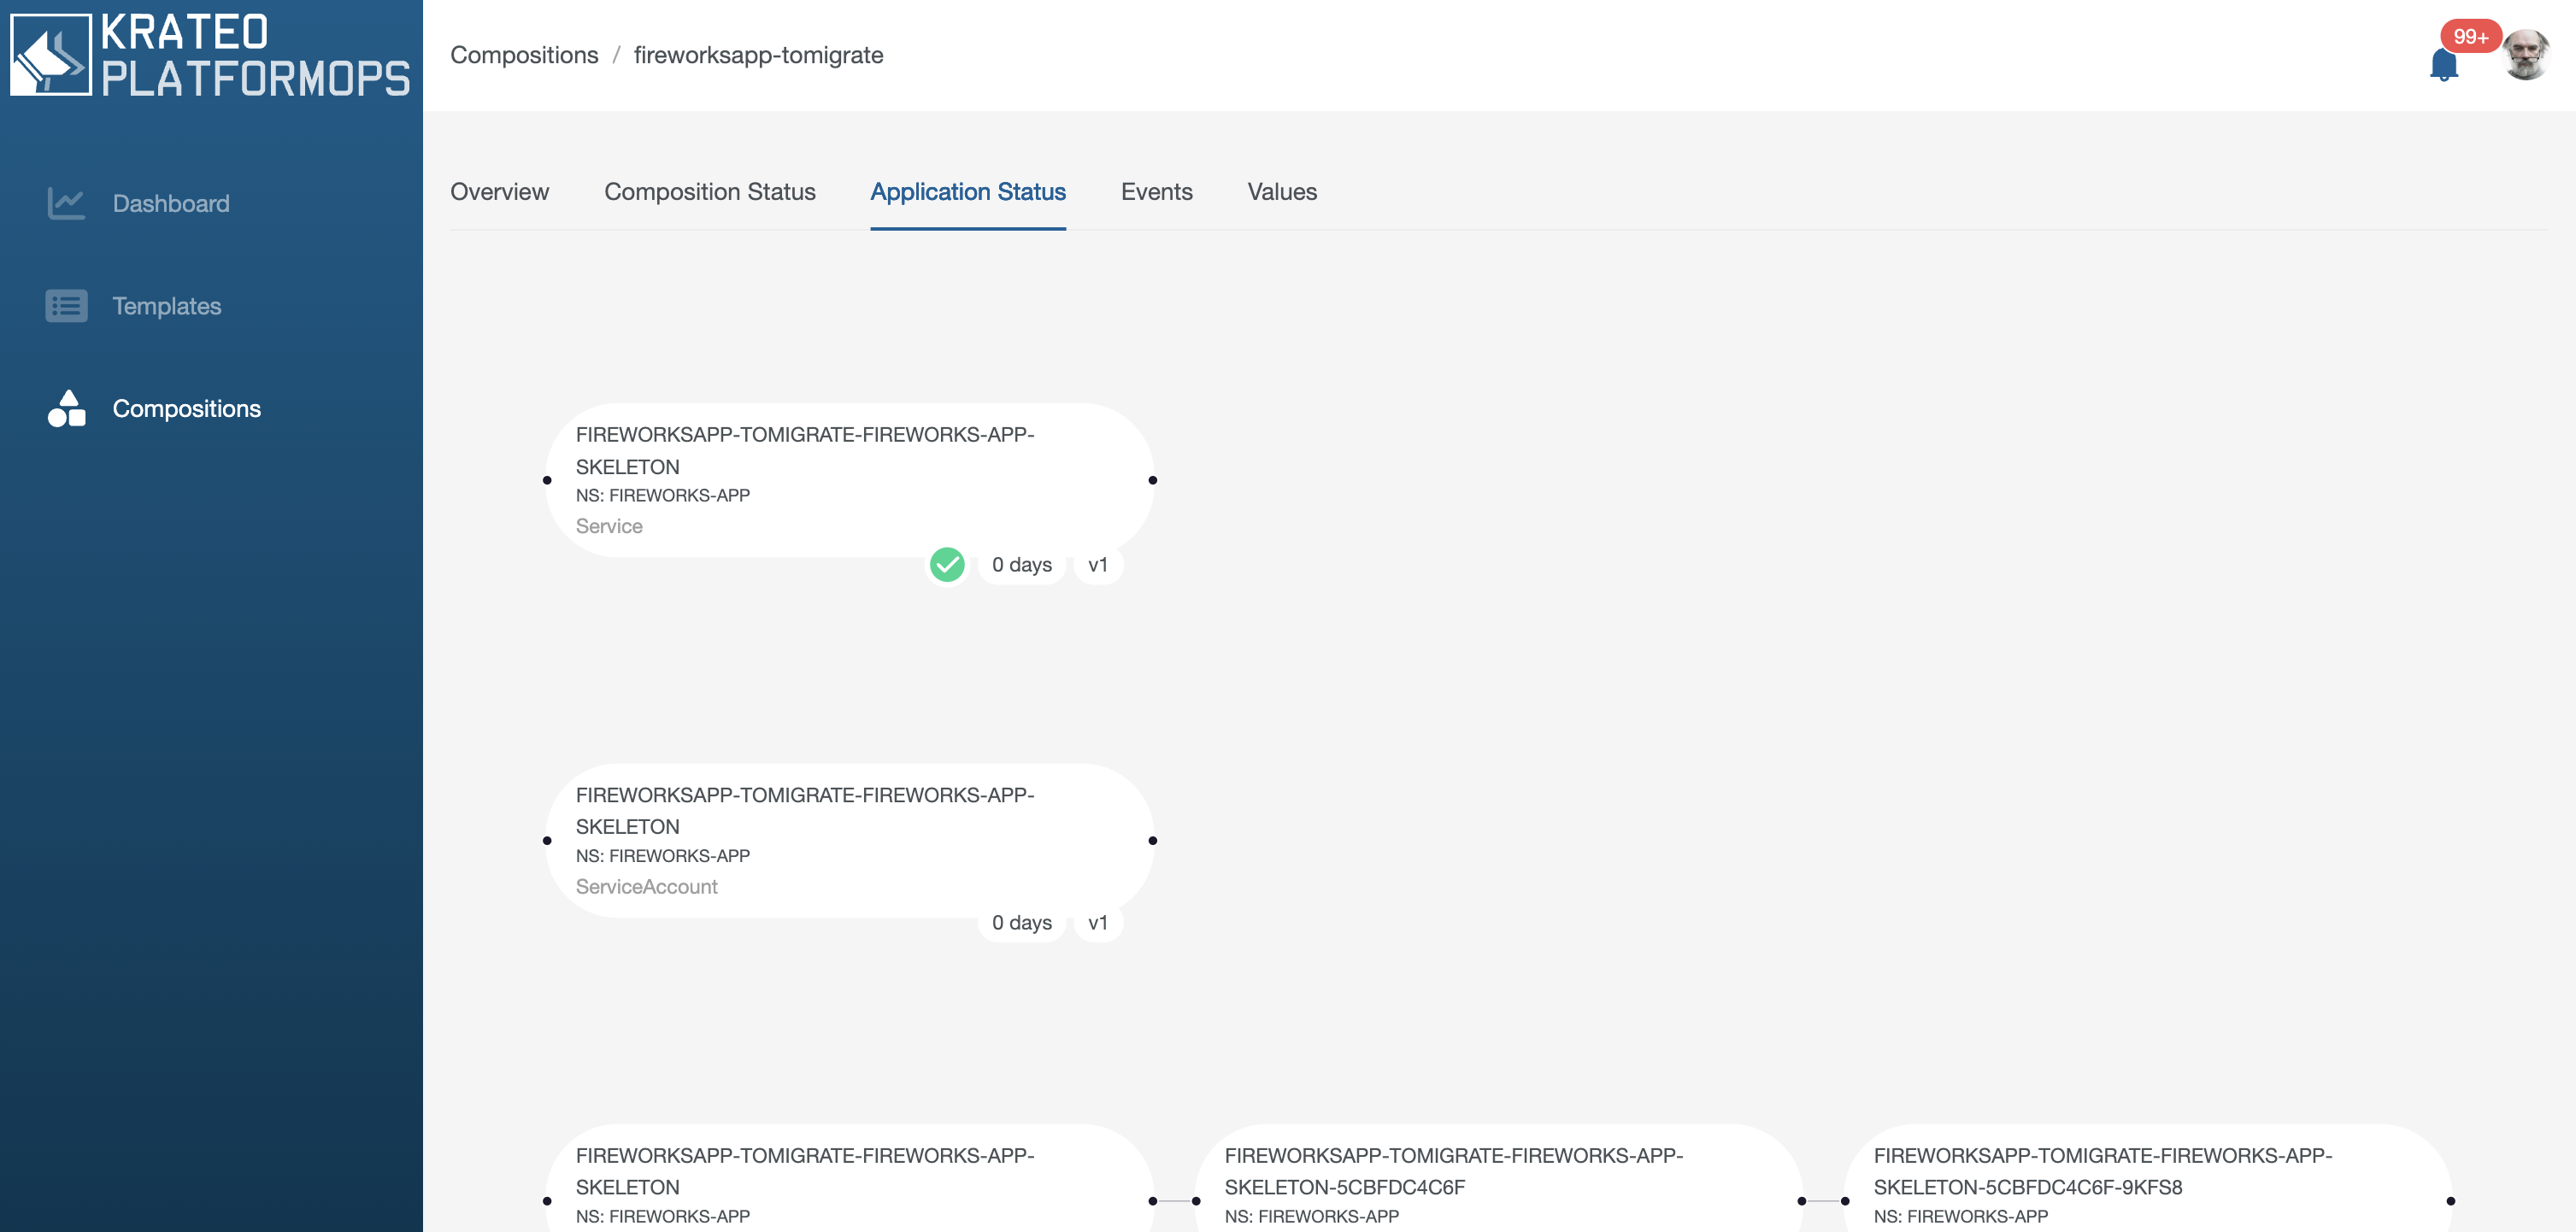 KRATEO
PLATFORMOPS
Compositions / fireworksapp-tomigrate
99+
Dashboard
Templates
Compositions
Overview
Composition Status
Application Status
Events
Values
FIREWORKSAPP-TOMIGRATE-FIREWORKS-APP-
SKELETON
NS: FIREWORKS-APP
Service
0 days
v1
FIREWORKSAPP-TOMIGRATE-FIREWORKS-APP-
SKELETON
NS: FIREWORKS-APP
ServiceAccount
0 days
v1
FIREWORKSAPP-TOMIGRATE-FIREWORKS-APP-
SKELETON
NS: FIREWORKS-APP
FIREWORKSAPP-TOMIGRATE-FIREWORKS-APP-
SKELETON-5CBFDC4C6F
NS: FIREWORKS-APP
FIREWORKSAPP-TOMIGRATE-FIREWORKS-APP-
SKELETON-5CBFDC4C6F-9KFS8
NS: FIREWORKS-APP